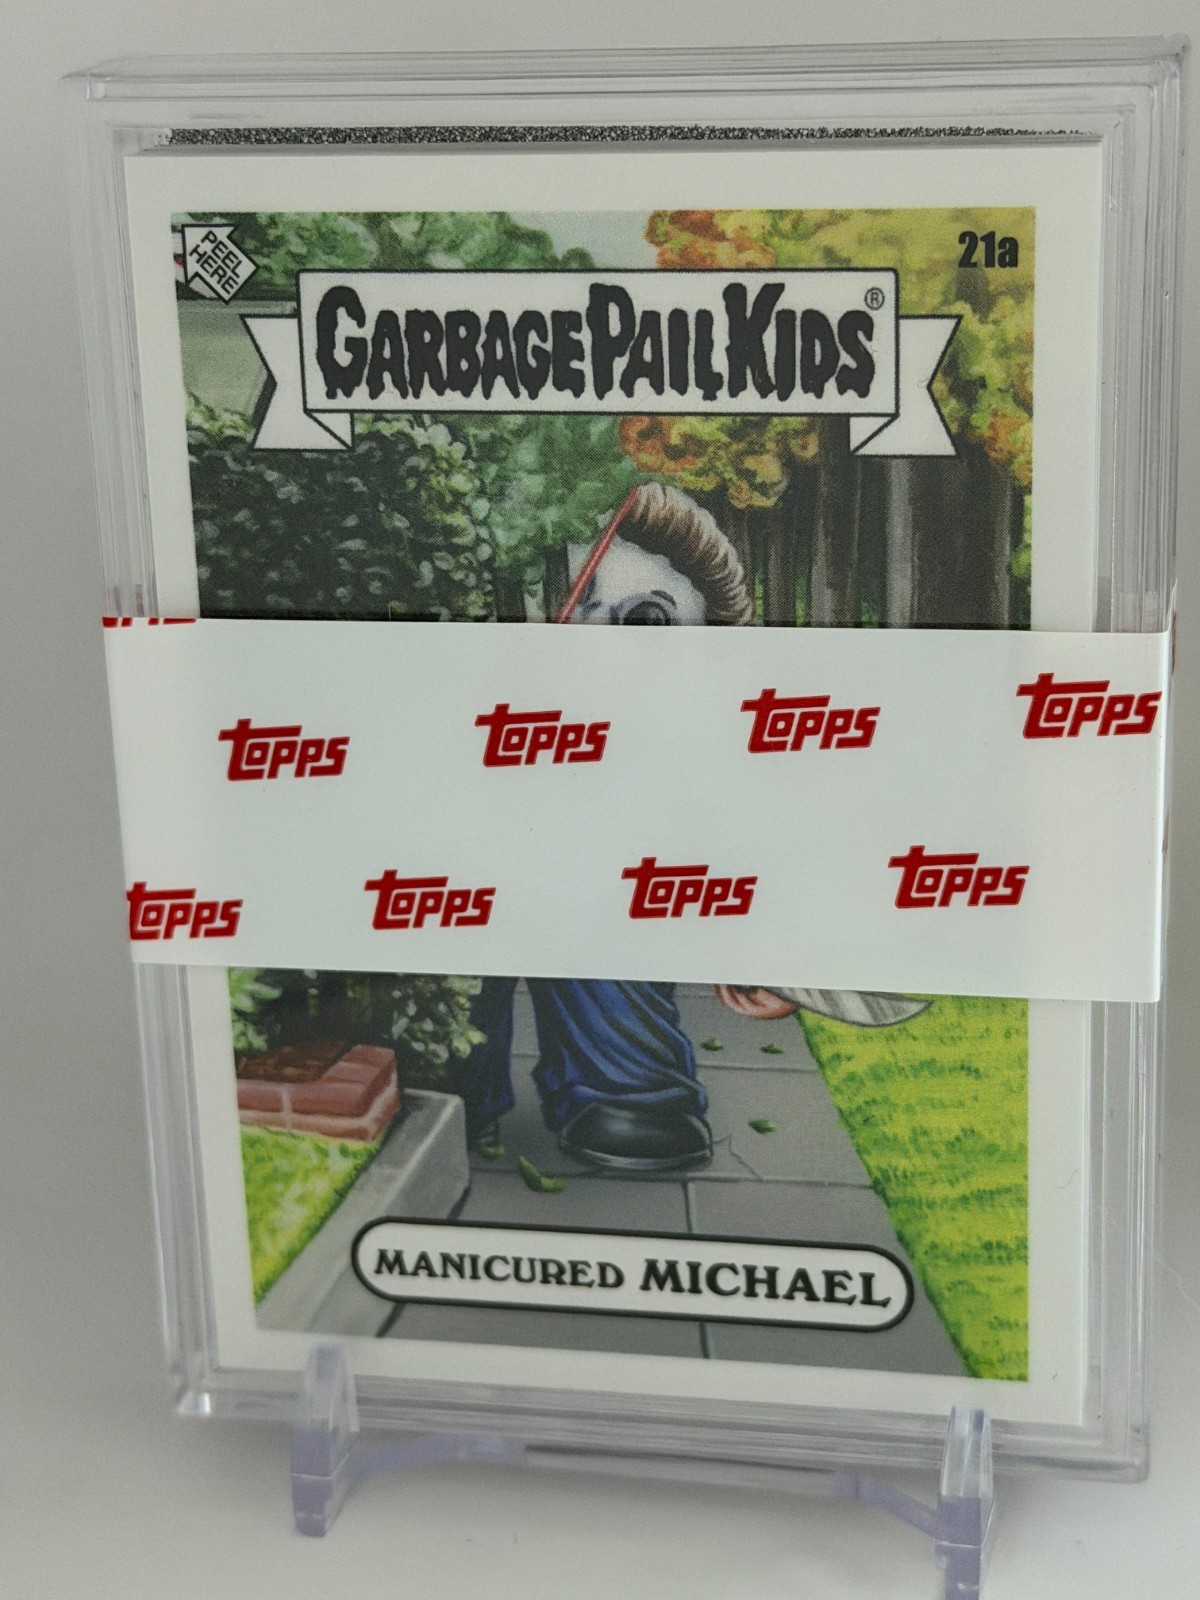 PEEL
HERE
21a
GARBAGE PAIL KIDS®
TOPPS TOPPS TOPPS TOPPS
TOPPS TOPPS TOPPS TOPPS
MANICURED MICHAEL